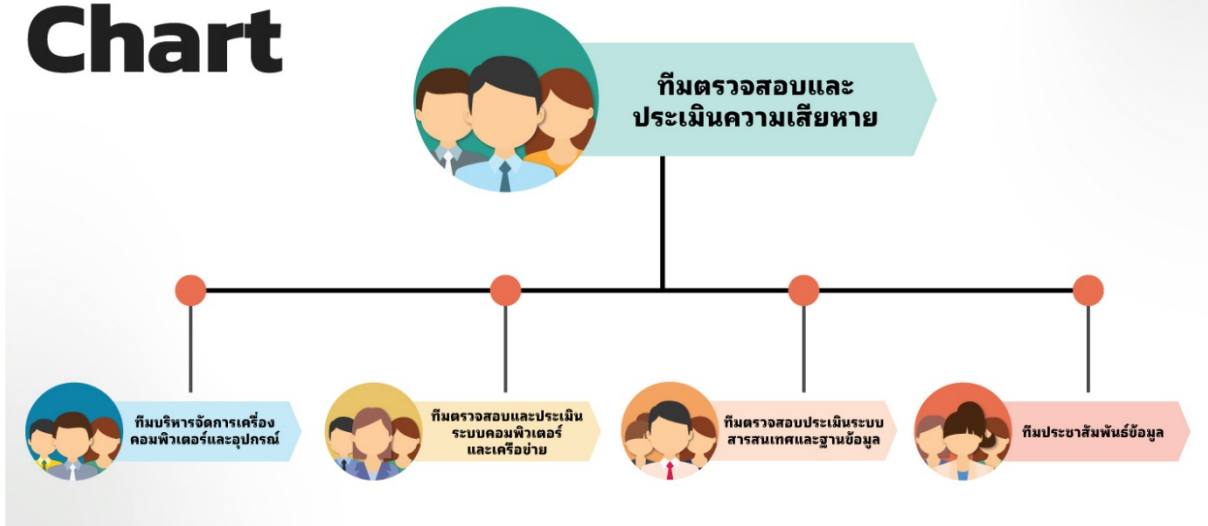 Chart
ทีมตรวจสอบและ
ประเมินความเสียหาย
ทีมบริหารจัดการเครื่อง
คอมพิวเตอร์และอุปกรณ์
ทีมตรวจสอบและประเมิน
ระบบคอมพิวเตอร์
และเครือข่าย
ทีมตรวจสอบประเมินระบบ
สารสนเทศและฐานข้อมูล
ทีมประชาสัมพันธ์ข้อมูล